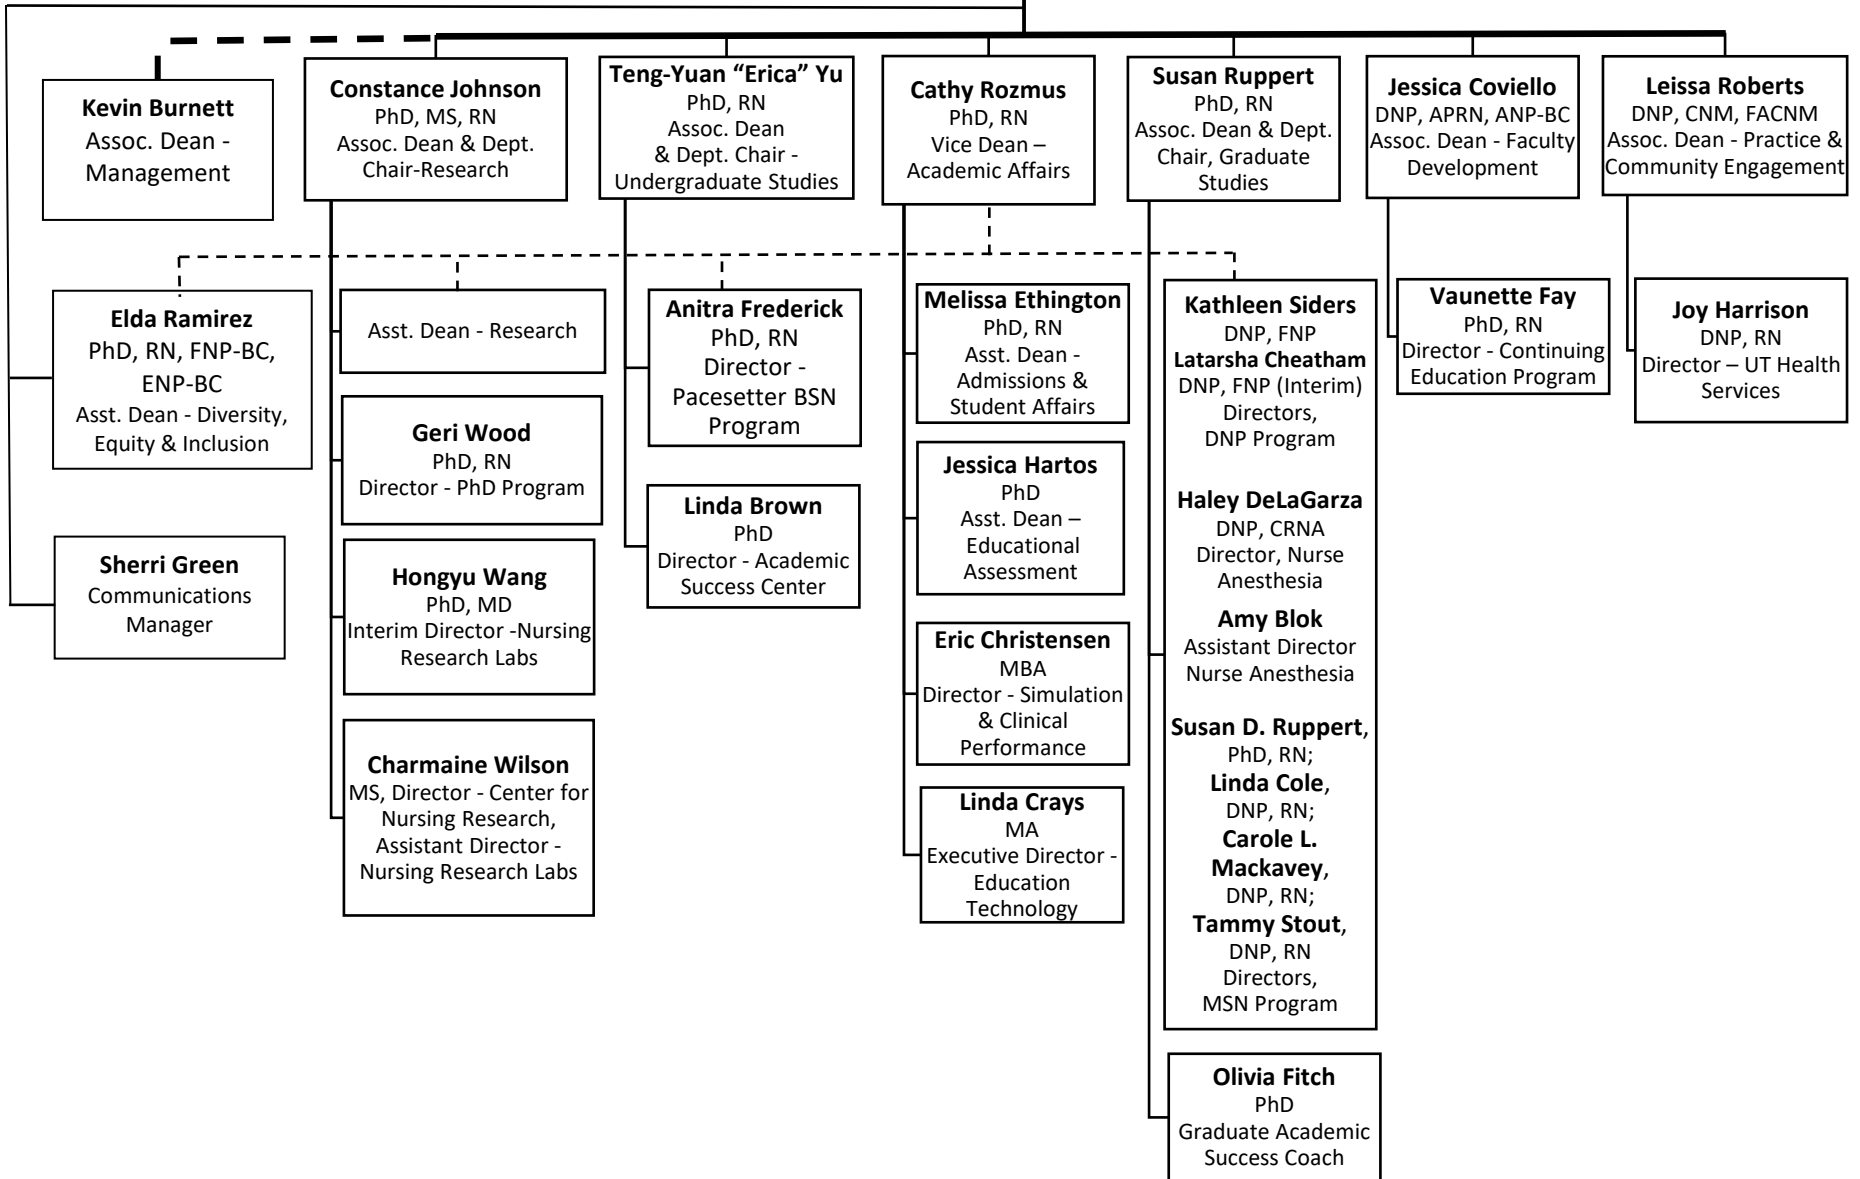 Kevin Burnett
Assoc. Dean -
Management
Constance Johnson
PhD, MS, RN
Assoc. Dean & Dept.
Chair-Research
Teng-Yuan “Erica” Yu
PhD, RN
Assoc. Dean
& Dept. Chair -
Undergraduate Studies
Cathy Rozmus
PhD, RN
Vice Dean –
Academic Affairs
Susan Ruppert
PhD, RN
Assoc. Dean & Dept.
Chair, Graduate
Studies
Jessica Coviello
DNP, APRN, ANP-BC
Assoc. Dean - Faculty
Development
Leissa Roberts
DNP, CNM, FACNM
Assoc. Dean - Practice &
Community Engagement
Elda Ramirez
PhD, RN, FNP-BC,
ENP-BC
Asst. Dean - Diversity,
Equity & Inclusion
Sherri Green
Communications
Manager
Asst. Dean - Research
Geri Wood
PhD, RN
Director - PhD Program
Hongyu Wang
PhD, MD
Interim Director -Nursing
Research Labs
Charmaine Wilson
MS, Director - Center for
Nursing Research,
Assistant Director -
Nursing Research Labs
Anitra Frederick
PhD, RN
Director -
Pacesetter BSN
Program
Linda Brown
PhD
Director - Academic
Success Center
Melissa Ethington
PhD, RN
Asst. Dean -
Admissions &
Student Affairs
Jessica Hartos
PhD
Asst. Dean –
Educational
Assessment
Eric Christensen
MBA
Director - Simulation
& Clinical
Performance
Linda Crays
MA
Executive Director -
Education
Technology
Kathleen Siders
DNP, FNP
Latarsha Cheatham
DNP, FNP (Interim)
Directors,
DNP Program
Haley DeLaGarza
DNP, CRNA
Director, Nurse
Anesthesia
Amy Blok
Assistant Director
Nurse Anesthesia
Susan D. Ruppert,
PhD, RN;
Linda Cole,
DNP, RN;
Carole L.
Mackavey,
DNP, RN;
Tammy Stout,
DNP, RN
Directors,
MSN Program
Olivia Fitch
PhD
Graduate Academic
Success Coach
Vaunette Fay
PhD, RN
Director - Continuing
Education Program
Joy Harrison
DNP, RN
Director – UT Health
Services